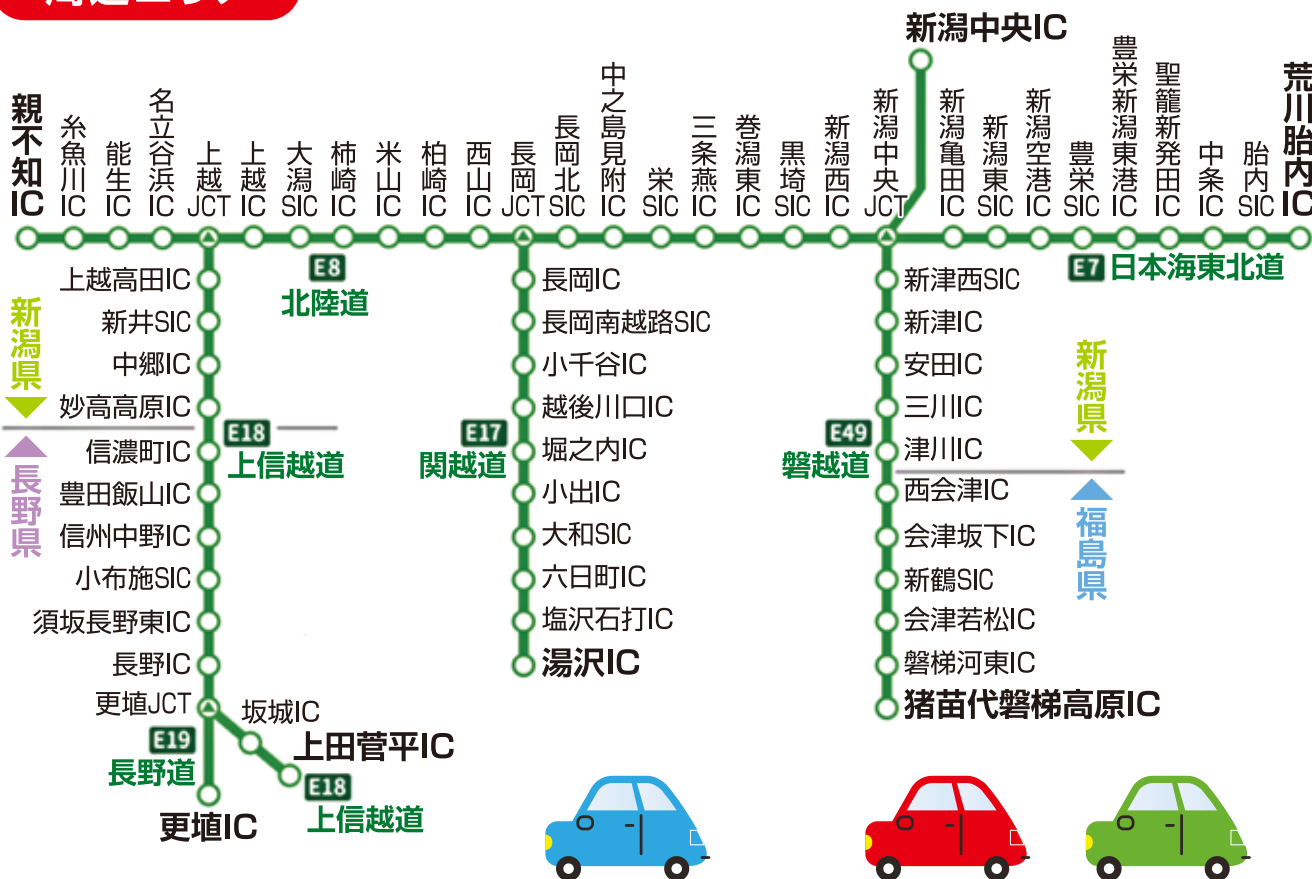 周辺エリア
新潟中央IC
親不知IC
糸魚川IC
能生IC
名立谷浜IC
上越JCT
上越IC
大潟SIC
柿崎IC
米山IC
柏崎IC
西山IC
長岡JCT
長岡北SIC
中之島見附IC
栄SIC
三条燕IC
巻潟東IC
黒埼SIC
新潟西IC
新潟中央JCT
新潟亀田IC
新潟東SIC
新潟空港IC
豊栄SIC
豊栄新潟東港IC
聖籠新発田IC
中条IC
胎内SIC
荒川胎内IC
E8
北陸道
E7 日本海東北道
上越高田IC
新井SIC
中郷IC
妙高高原IC
信濃町IC
豊田飯山IC
信州中野IC
小布施SIC
須坂長野東IC
長野IC
更埴JCT
新潟県
長野県
E18
上信越道
坂城IC
上田菅平IC
E18
上信越道
E19
長野道
更埴IC
長岡IC
長岡南越路SIC
小千谷IC
越後川口IC
堀之内IC
小出IC
大和SIC
六日町IC
塩沢石打IC
湯沢IC
E17
関越道
新津西SIC
新津IC
安田IC
三川IC
津川IC
西会津IC
会津坂下IC
新鶴SIC
会津若松IC
磐梯河東IC
猪苗代磐梯高原IC
E49
磐越道
新潟県
福島県